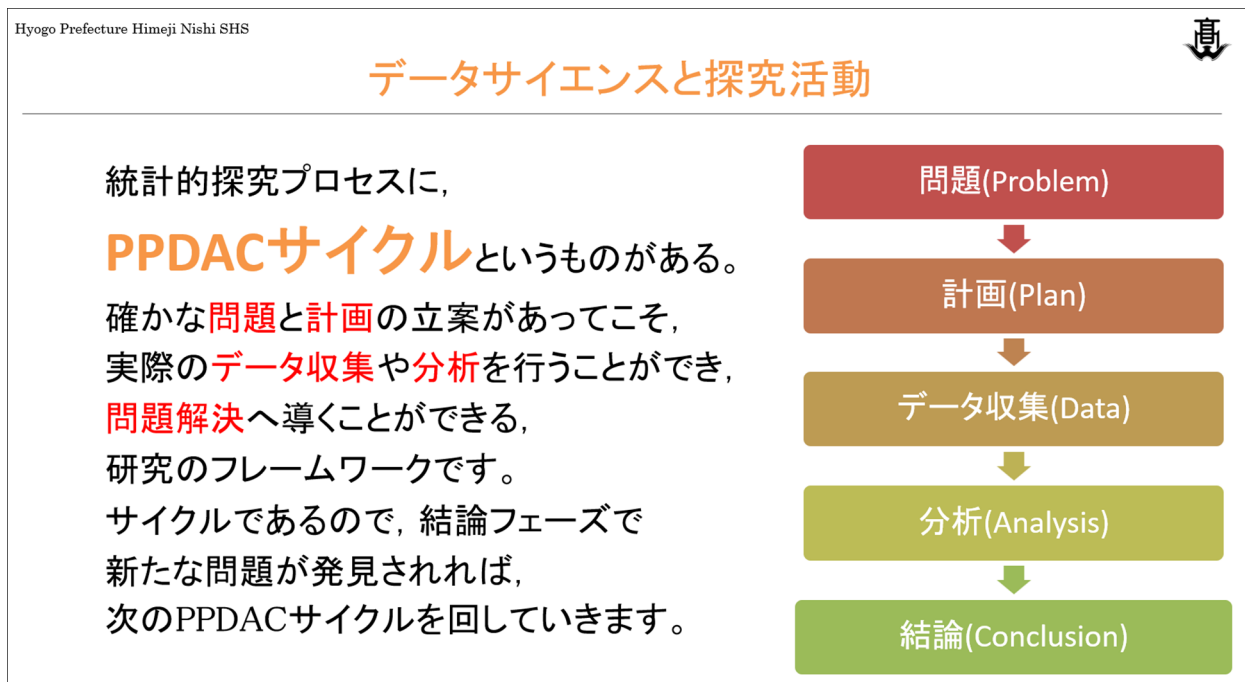 Hyogo Prefecture Himeji Nishi SHS
髙
データサイエンスと探究活動
統計的探究プロセスに,
PPDACサイクルというものがある。
確かな問題と計画の立案があってこそ,
実際のデータ収集や分析を行うことができ,
問題解決へ導くことができる,
研究のフレームワークです。
サイクルであるので, 結論フェーズで
新たな問題が発見されれば,
次のPPDACサイクルを回していきます。
問題(Problem)
計画(Plan)
データ収集(Data)
分析(Analysis)
結論(Conclusion)